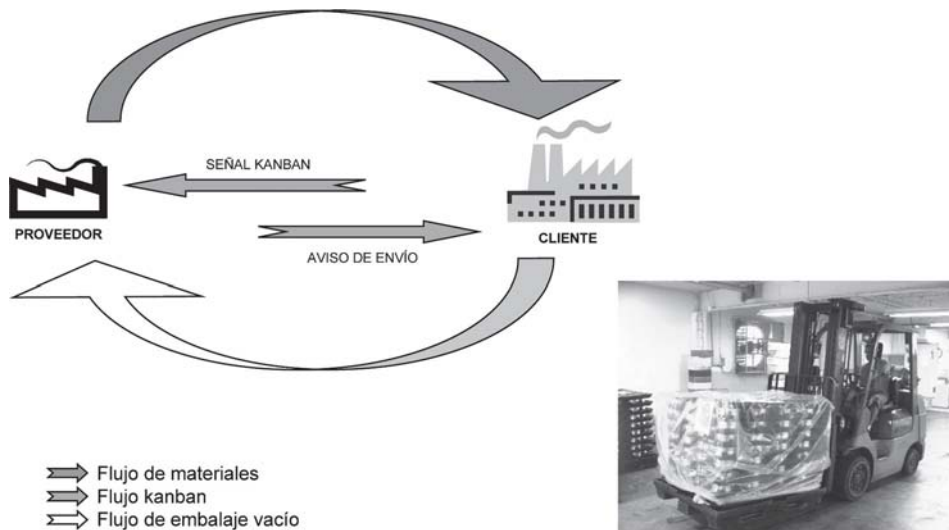 SEÑAL KANBAN
PROVEEDOR
CLIENTE
AVISO DE ENVÍO
Flujo de materiales
Flujo kanban
Flujo de embalaje vacío